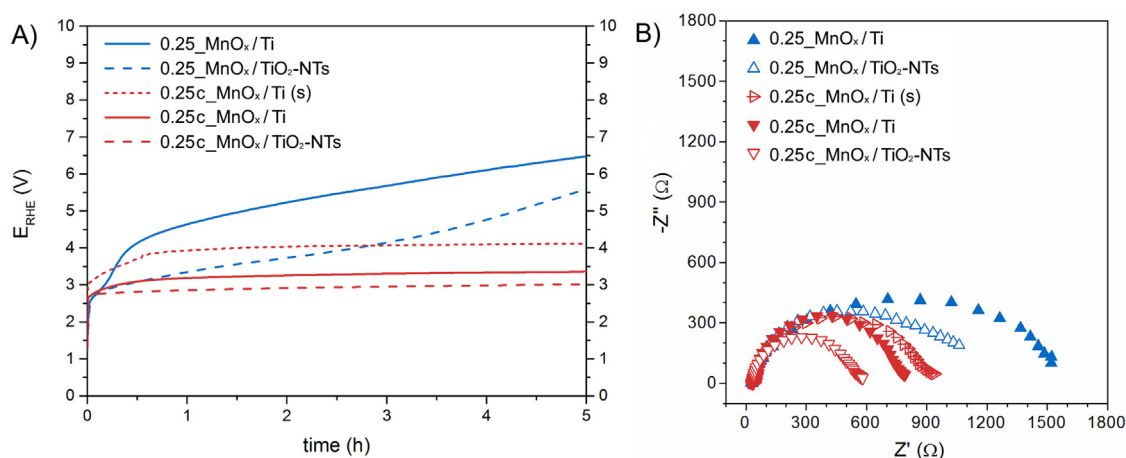 A)
E_RHE (V)
10
9
8
7
6
5
4
3
2
1
0
0.25_MnOₓ/Ti
0.25_MnOₓ/TiO₂-NTs
0.25c_MnOₓ/Ti (s)
0.25c_MnOₓ/Ti
0.25c_MnOₓ/TiO₂-NTs
10
9
8
7
6
5
4
3
2
1
0
0 1 2 3 4 5
time (h)
B)
-Z" (Ω)
1800
1500
1200
900
600
300
0
0.25_MnOₓ/Ti
0.25_MnOₓ/TiO₂-NTs
0.25c_MnOₓ/Ti (s)
0.25c_MnOₓ/Ti
0.25c_MnOₓ/TiO₂-NTs
0 300 600 900 1200 1500 1800
Z' (Ω)